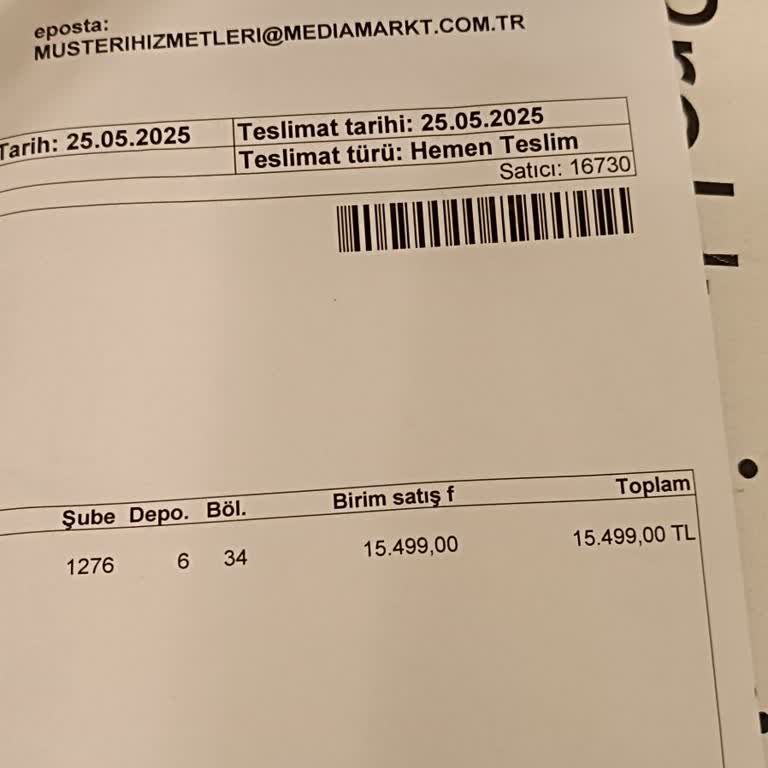 eposta:
MUSTERIHIZMETLERI@MEDIAMARKT.COM.TR
Tarih: 25.05.2025
Teslimat tarihi: 25.05.2025
Teslimat türü: Hemen Teslim
Satıcı: 16730
Şube Depo. Böl. Birim satış f Toplam
1276 6 34 15.499,00 15.499,00 TL